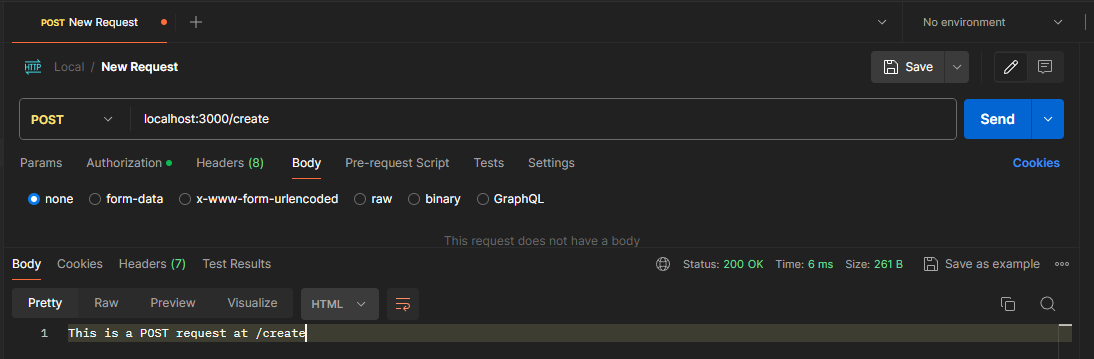 POST New Request
No environment
HTTP Local / New Request
Save
POST localhost:3000/create Send
Params Authorization Headers (8) Body Pre-request Script Tests Settings Cookies
none form-data x-www-form-urlencoded raw binary GraphQL
This request does not have a body
Body Cookies Headers (7) Test Results Status: 200 OK Time: 6 ms Size: 261 B Save as example
Pretty Raw Preview Visualize HTML
1 This is a POST request at /create